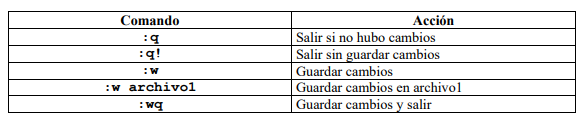 Comando Acción
:q Salir si no hubo cambios
:q! Salir sin guardar cambios
:w Guardar cambios
:w archivo1 Guardar cambios en archivo1
:wq Guardar cambios y salir